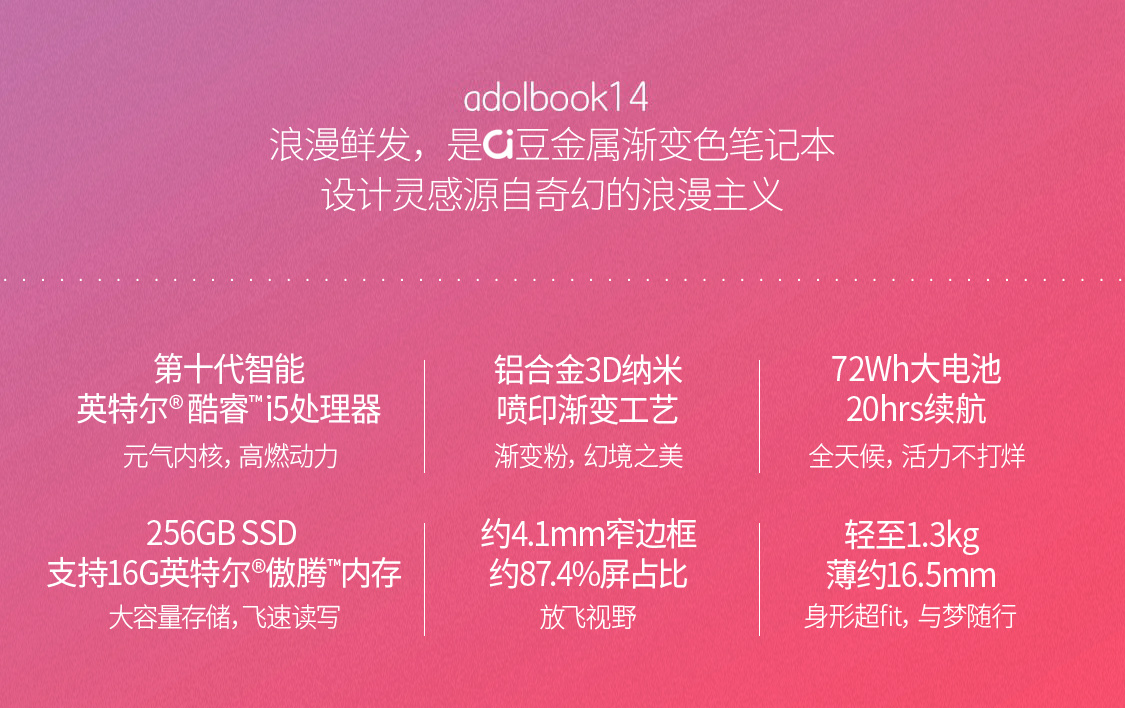 adolbook14
浪漫鲜发，是ai豆金属渐变色笔记本
设计灵感源自奇幻的浪漫主义
第十代智能
英特尔®酷睿™i5处理器
元气内核，高燃动力
铝合金3D纳米
喷印渐变工艺
渐变粉，幻境之美
72Wh大电池
20hrs续航
全天候，活力不打烊
256GB SSD
支持16G英特尔®傲腾™内存
大容量存储，飞速读写
约4.1mm窄边框
约87.4%屏占比
放飞视野
轻至1.3kg
薄约16.5mm
身形超fit，与梦随行